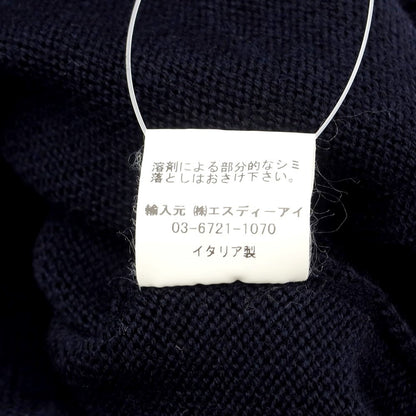 溶剤による部分的なシミ
落としはおさけ下さい。
輸入元 ㈱エスディーアイ
03-6721-1070
イタリア製